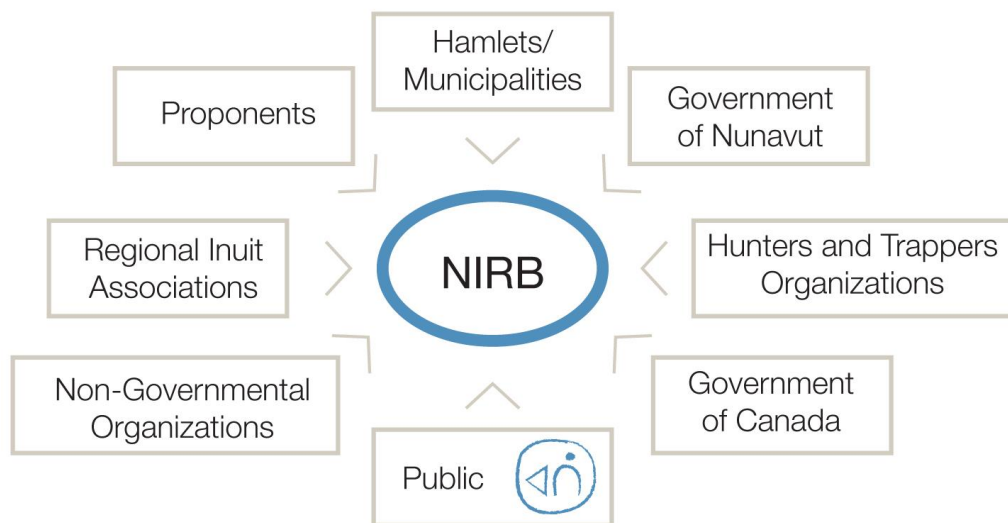 Hamlets/
Municipalities
Proponents
Government
of Nunavut
Regional Inuit
Associations
NIRB
Hunters and Trappers
Organizations
Non-Governmental
Organizations
Government
of Canada
Public